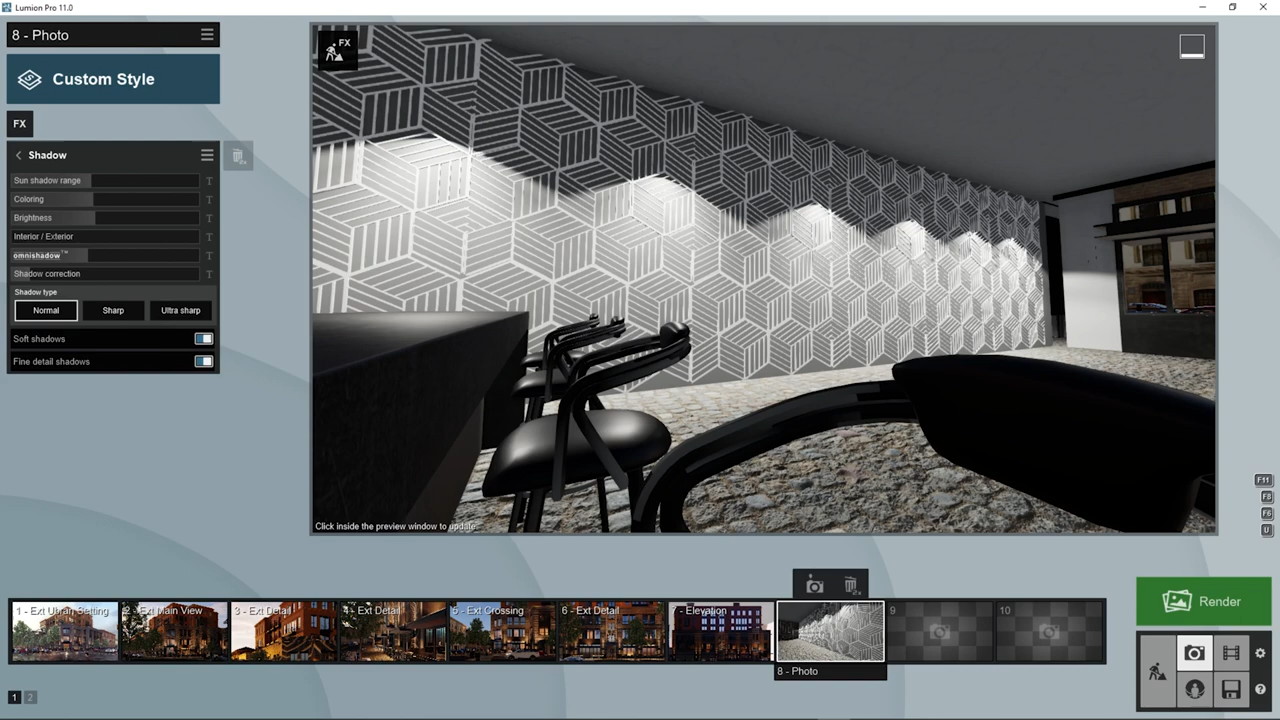 Lumion Pro 11.0
8 - Photo
Custom Style
FX
Shadow
Sun shadow range
T
Coloring
T
Brightness
T
Interior / Exterior
T
omnishadow™
T
Shadow correction
T
Shadow type
Normal
Sharp
Ultra sharp
Soft shadows
Fine detail shadows
FX
Click inside the preview window to update.
F11
F8
F5
U
1 - Ext Ubran Setting
2 - Ext Main View
3 - Ext Detail
4 - Ext Detail
5 - Ext Crossing
6 - Ext Detail
7 - Elevation
8 - Photo
9
10
Render
1
2